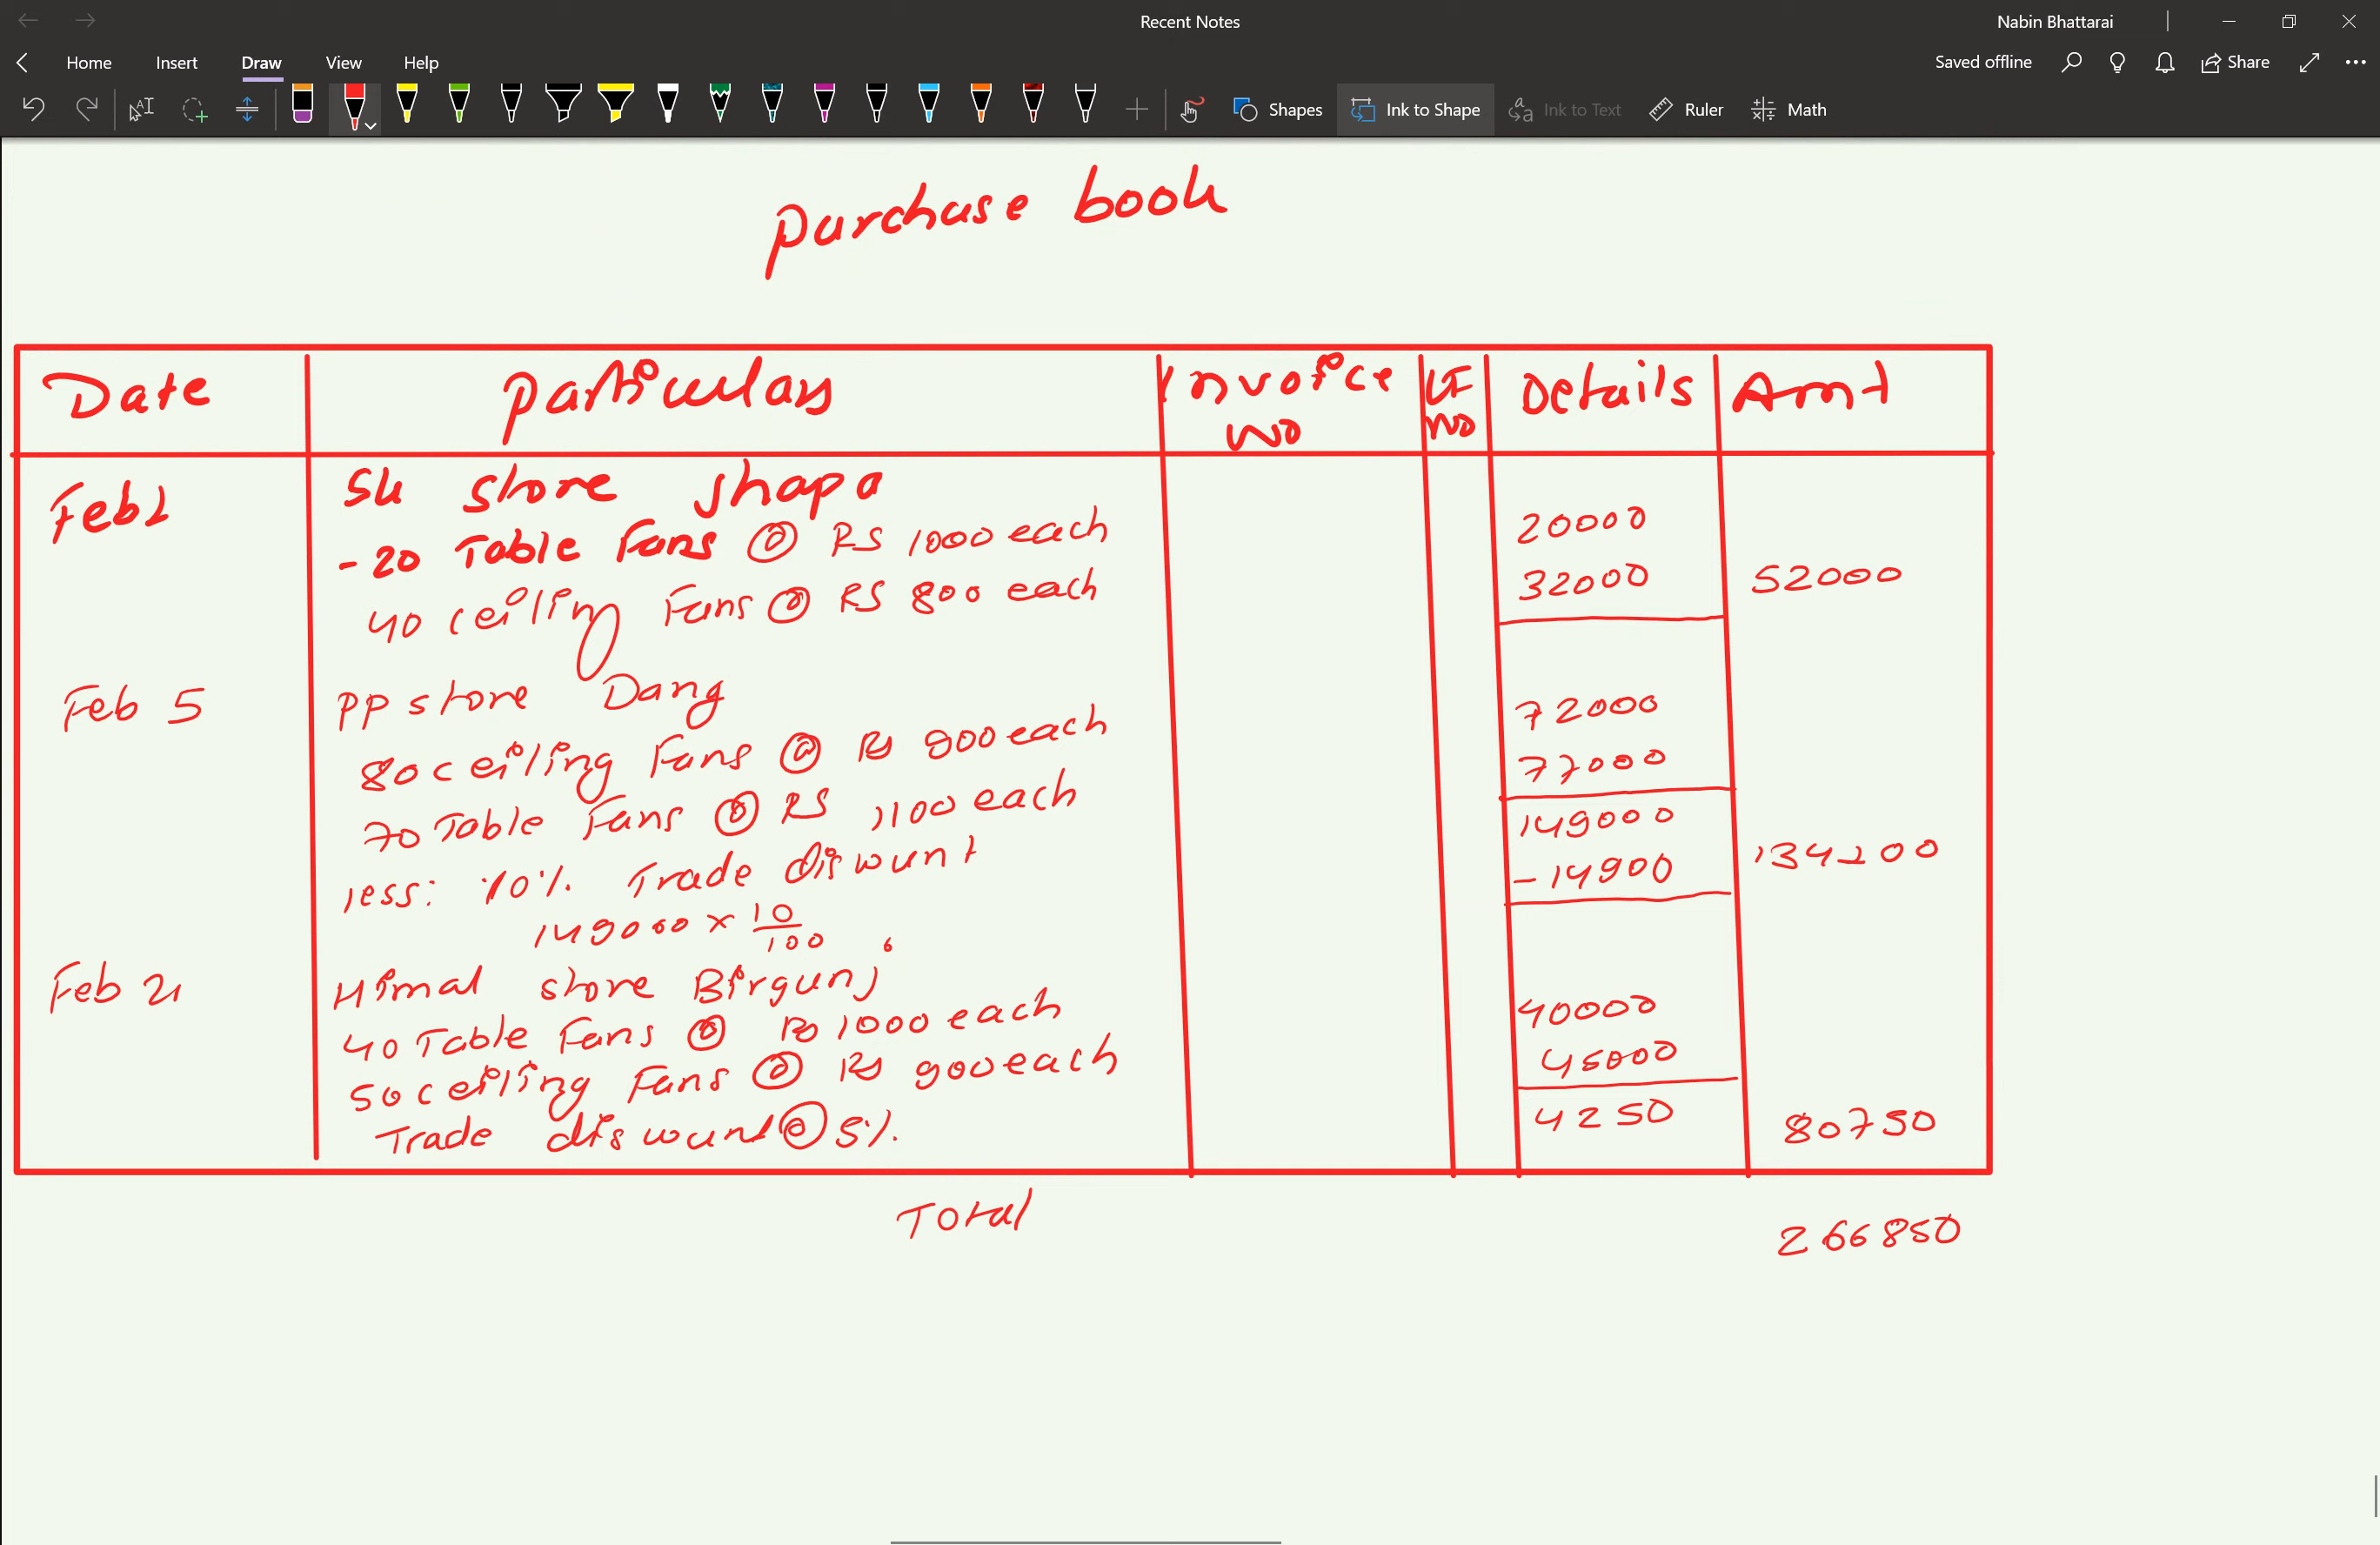 Recent Notes
Nabin Bhattarai
Home Insert Draw View Help
Saved offline
Share
Shapes
Ink to Shape
Ink to Text
Ruler
Math
purchase book
Date
particulars
Invoice
NO
LF
NO
Details
Amt
Feb 2
SK store Jhapa
- 20 Table Fans @ RS 1000 each
20000
40 ceiling Fans @ RS 800 each
32000
52000
Feb 5
PP store Dang
72000
80 ceiling Fans @ Rs 900 each
77000
70 Table Fans @ RS 1100 each
149000
less: 10% Trade discount
-14900
134100
149000 × 10/100
Himal store Birgunj
40000
40 Table Fans @ Rs 1000 each
45000
50 ceiling Fans @ Rs 900 each
4250
Trade discount @ 5%.
80750
Total
266850